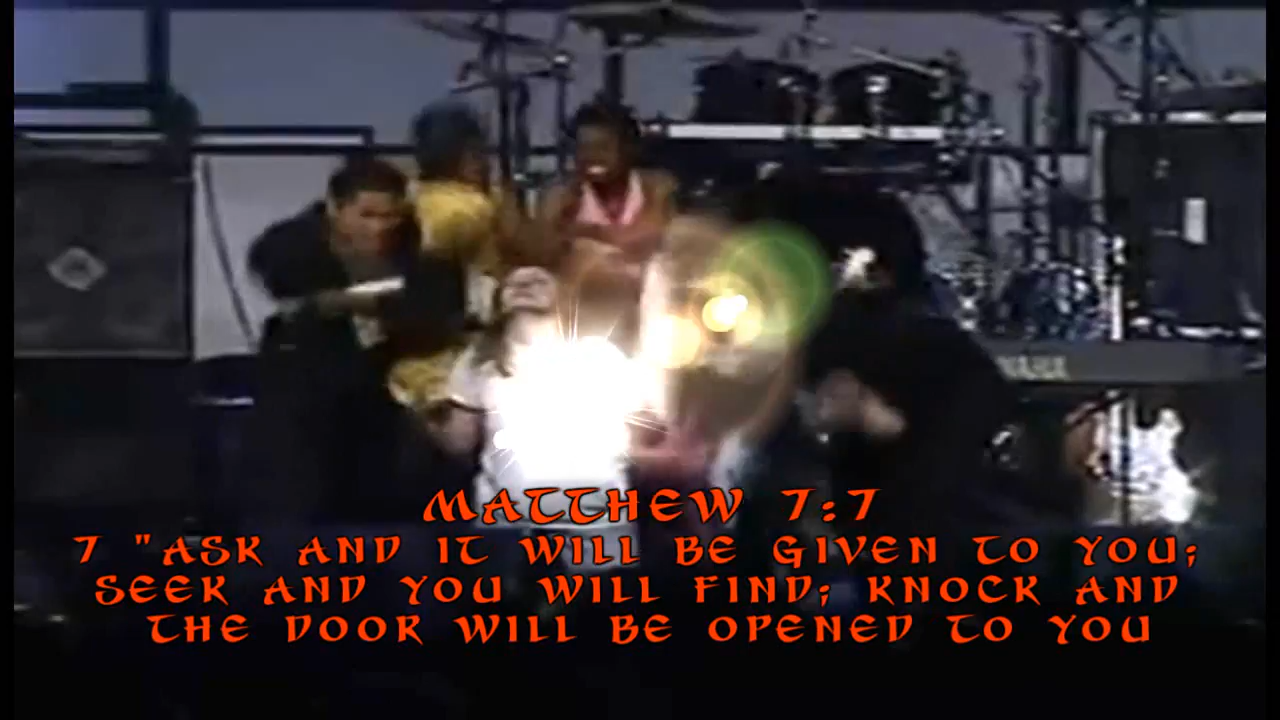 MATTHEW 7:7
7 "ASK AND IT WILL BE GIVEN TO YOU;
SEEK AND YOU WILL FIND; KNOCK AND
THE DOOR WILL BE OPENED TO YOU